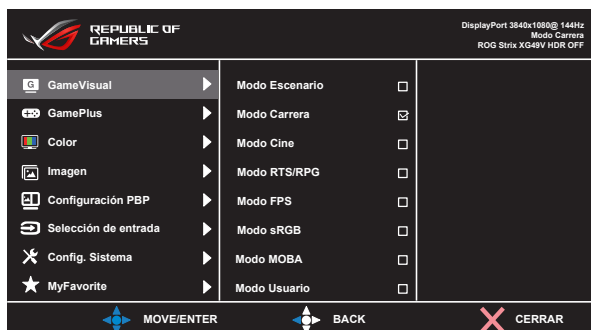 REPUBLIC OF
GAMERS
DisplayPort 3840x1080@ 144Hz
Modo Carrera
ROG Strix XG49V HDR OFF
G GameVisual
GamePlus
Color
Imagen
Configuración PBP
Selección de entrada
Config. Sistema
MyFavorite
Modo Escenario
Modo Carrera
Modo Cine
Modo RTS/RPG
Modo FPS
Modo sRGB
Modo MOBA
Modo Usuario
MOVE/ENTER
BACK
CERRAR